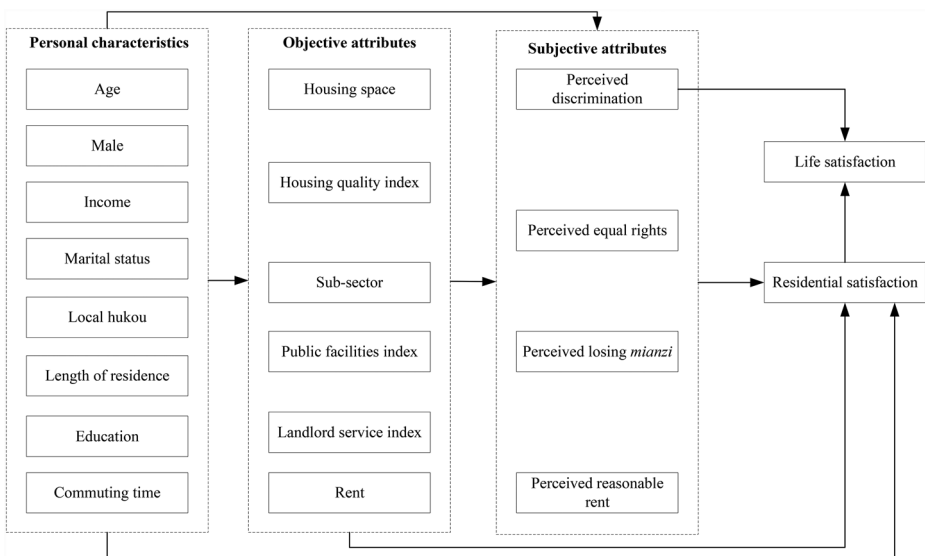 Personal characteristics
Age
Male
Income
Marital status
Local hukou
Length of residence
Education
Commuting time
Objective attributes
Housing space
Housing quality index
Sub-sector
Public facilities index
Landlord service index
Rent
Subjective attributes
Perceived
discrimination
Perceived equal rights
Perceived losing mianzi
Perceived reasonable
rent
Life satisfaction
Residential satisfaction